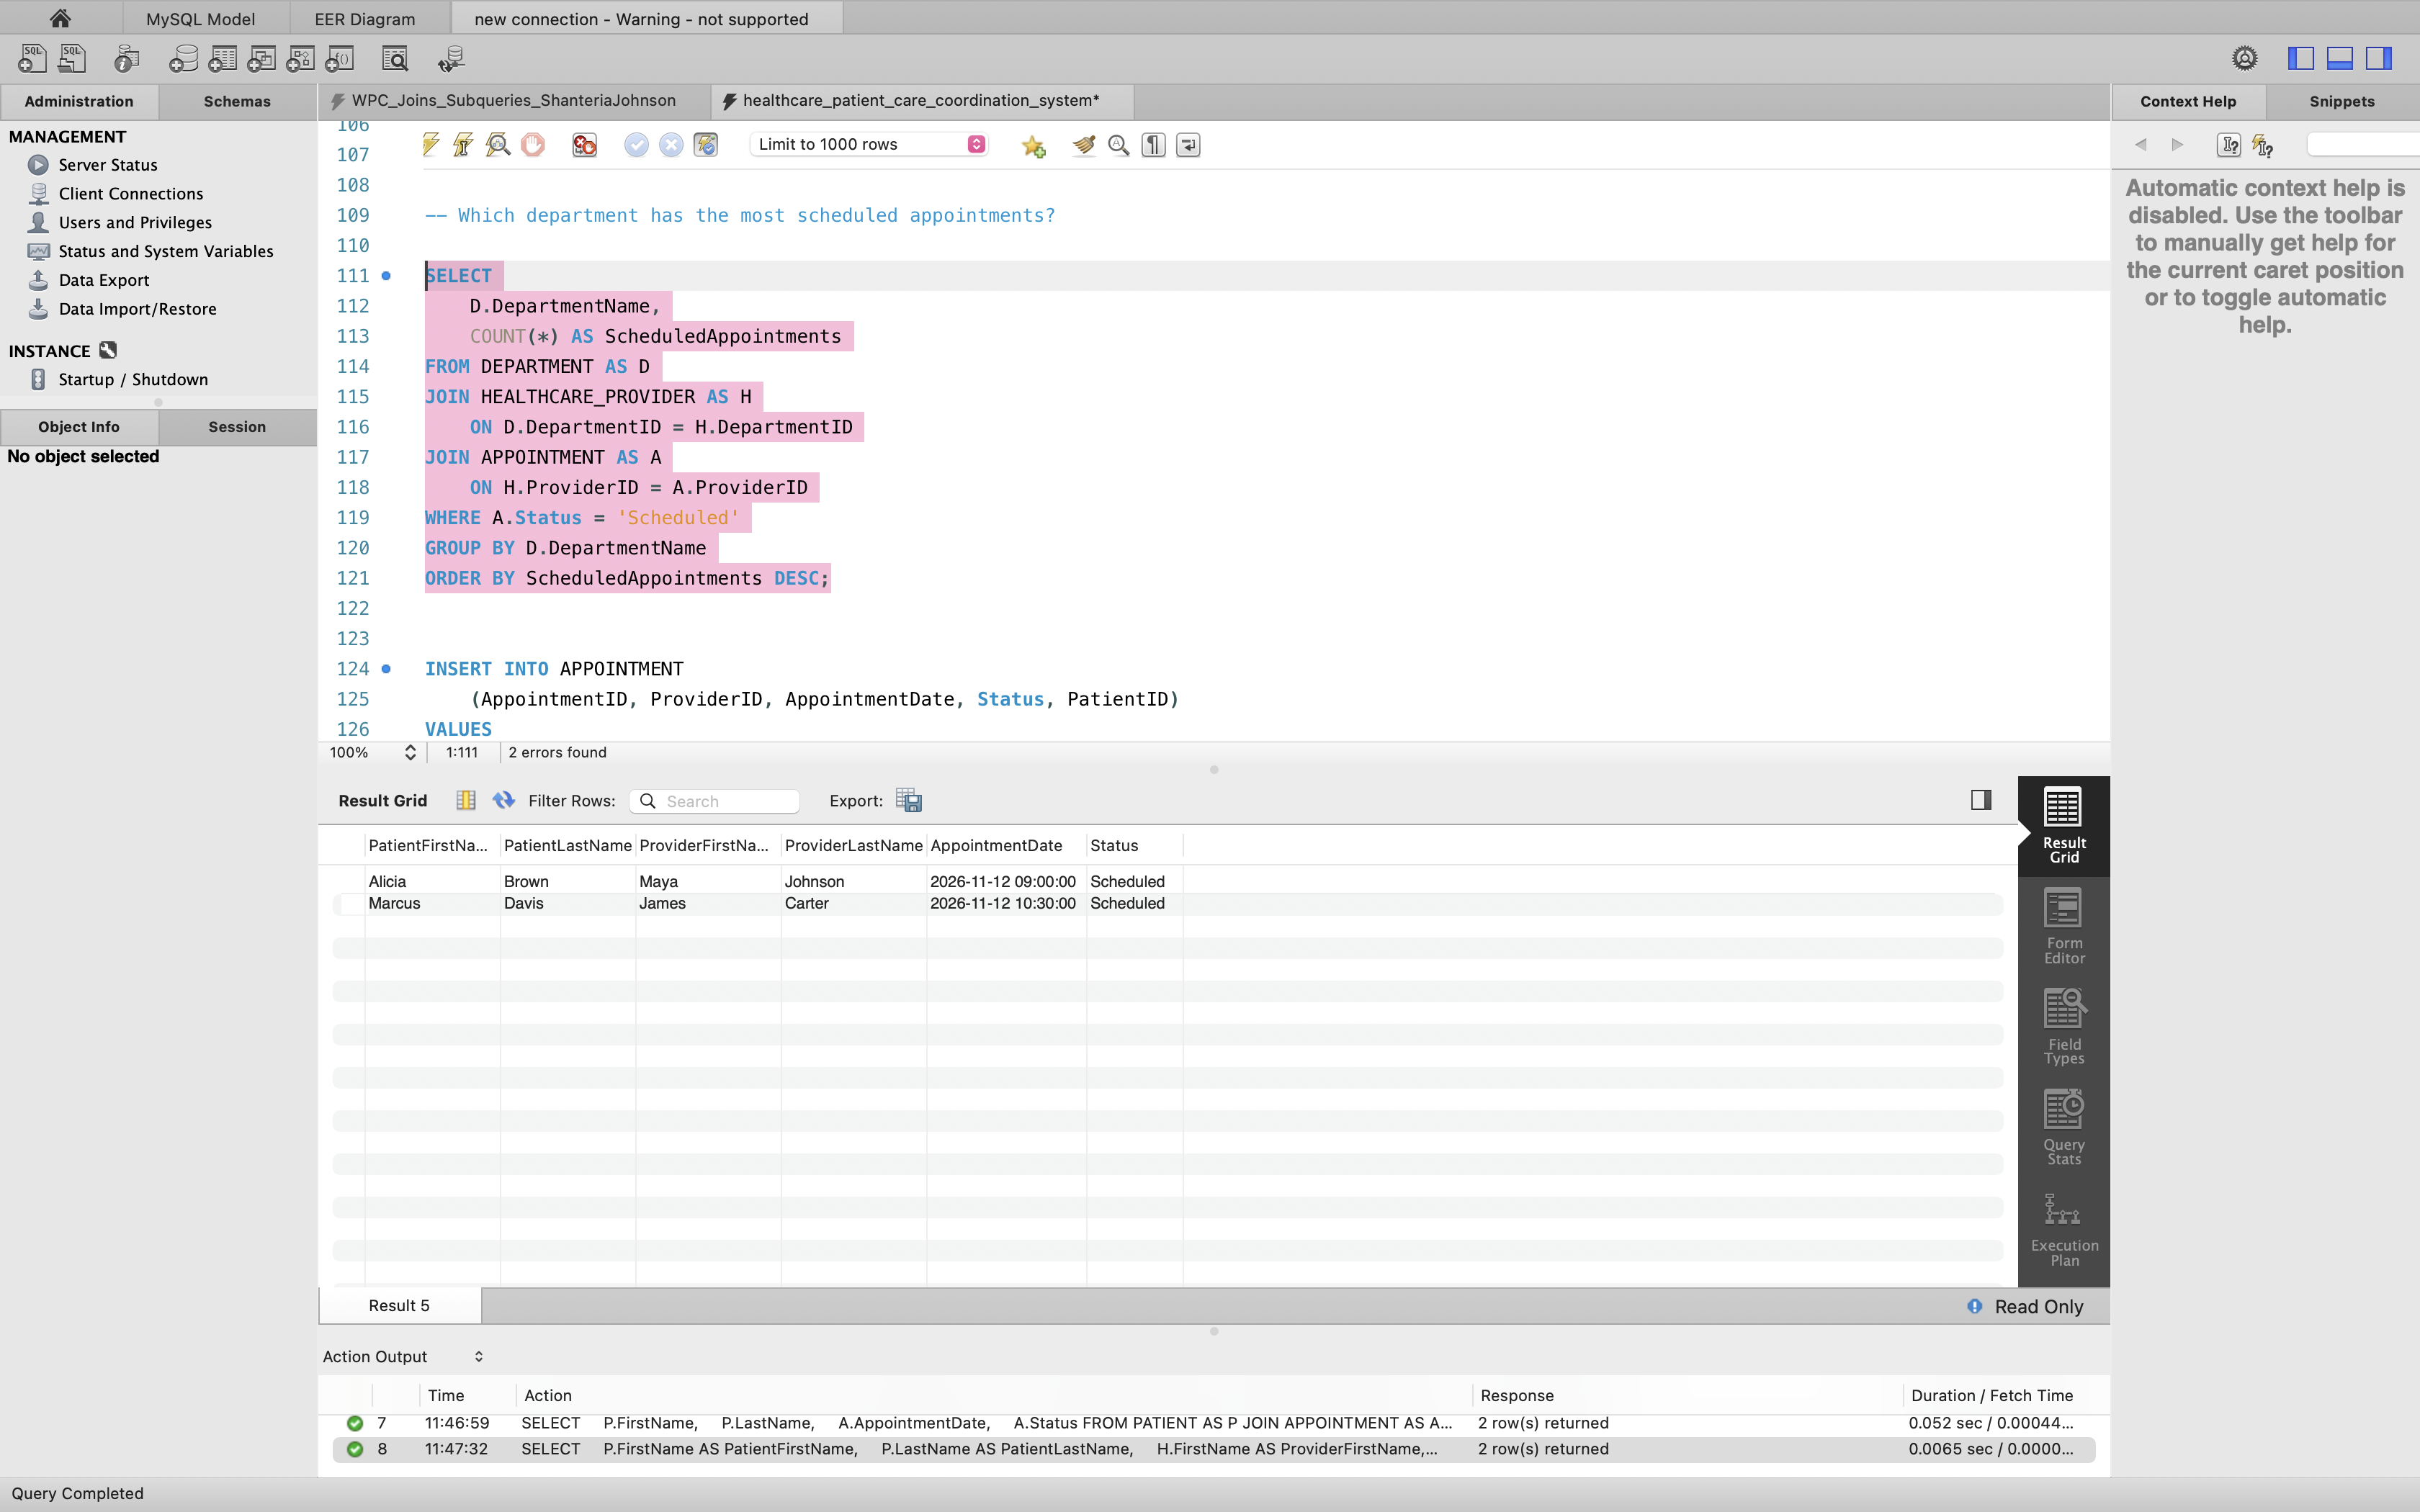 MySQL Model
EER Diagram
new connection - Warning - not supported
SQL
SQL
Administration
Schemas
WPC_Joins_Subqueries_ShanteriaJohnson
healthcare_patient_care_coordination_system*
Context Help
Snippets
MANAGEMENT
Server Status
Client Connections
Users and Privileges
Status and System Variables
Data Export
Data Import/Restore
INSTANCE
Startup / Shutdown
Object Info
Session
No object selected
Limit to 1000 rows
106
107
108
109 -- Which department has the most scheduled appointments?
110
111 SELECT
112 D.DepartmentName,
113 COUNT(*) AS ScheduledAppointments
114 FROM DEPARTMENT AS D
115 JOIN HEALTHCARE_PROVIDER AS H
116 ON D.DepartmentID = H.DepartmentID
117 JOIN APPOINTMENT AS A
118 ON H.ProviderID = A.ProviderID
119 WHERE A.Status = 'Scheduled'
120 GROUP BY D.DepartmentName
121 ORDER BY ScheduledAppointments DESC;
122
123
124 INSERT INTO APPOINTMENT
125 (AppointmentID, ProviderID, AppointmentDate, Status, PatientID)
126 VALUES
100% 1:111 2 errors found
Automatic context help is
disabled. Use the toolbar
to manually get help for
the current caret position
or to toggle automatic
help.
Result Grid Filter Rows: Search Export:
PatientFirstNa... PatientLastName ProviderFirstNa... ProviderLastName AppointmentDate Status
Alicia Brown Maya Johnson 2026-11-12 09:00:00 Scheduled
Marcus Davis James Carter 2026-11-12 10:30:00 Scheduled
Result
Grid
Form
Editor
Field
Types
Query
Stats
Execution
Plan
Result 5
Read Only
Action Output
Time Action Response Duration / Fetch Time
7 11:46:59 SELECT P.FirstName, P.LastName, A.AppointmentDate, A.Status FROM PATIENT AS P JOIN APPOINTMENT AS A... 2 row(s) returned 0.052 sec / 0.00044...
8 11:47:32 SELECT P.FirstName AS PatientFirstName, P.LastName AS PatientLastName, H.FirstName AS ProviderFirstName,... 2 row(s) returned 0.0065 sec / 0.0000...
Query Completed